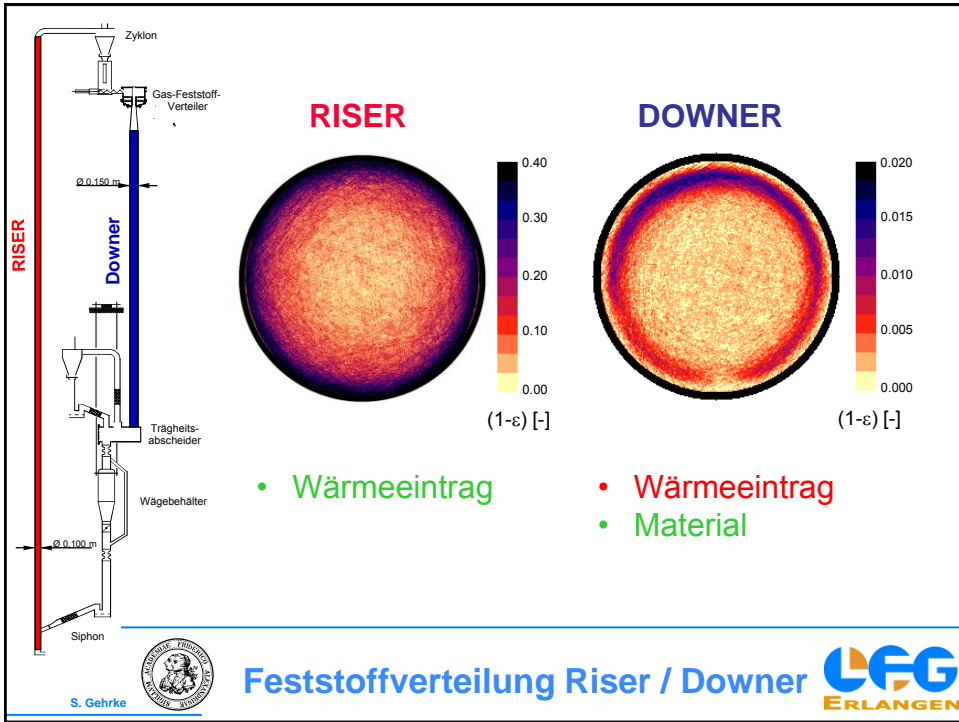 Zyklon
Gas-Feststoff-
Verteiler
Ø 0.150 m
RISER
Downer
Trägheits-
abscheider
Wägebehälter
Ø 0.100 m
Siphon
RISER
0.40
0.30
0.20
0.10
0.00
(1-ε) [-]
DOWNER
0.020
0.015
0.010
0.005
0.000
(1-ε) [-]
• Wärmeeintrag
• Wärmeeintrag
• Material
S. Gehrke
Feststoffverteilung Riser / Downer
LFG
ERLANGEN